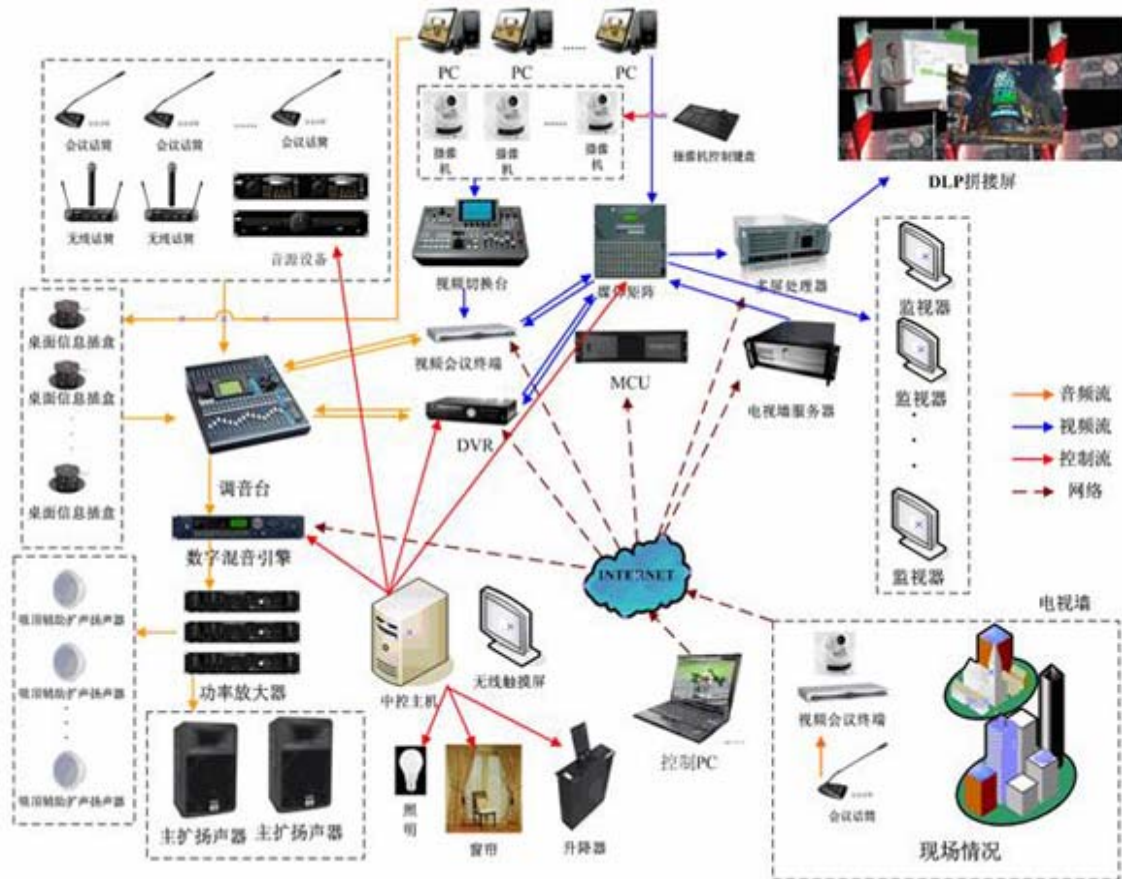 PC
PC
......
PC
......
会议话筒
会议话筒
会议话筒
无线话筒
无线话筒
音源设备
......
摄像机
摄像机
摄像机
摄像机控制键盘
DLP拼接屏
视频切换台
媒体矩阵
多屏处理器
监视器
桌面信息插盒
桌面信息插盒
桌面信息插盒
视频会议终端
MCU
电视墙服务器
监视器
DVR
音频流
视频流
控制流
网络
调音台
数字混音引擎
INTERNET
监视器
电视墙
吸顶辅助扩声扬声器
吸顶辅助扩声扬声器
吸顶辅助扩声扬声器
功率放大器
中控主机
无线触摸屏
控制PC
视频会议终端
会议话筒
现场情况
主扩扬声器
主扩扬声器
照明
窗帘
升降器